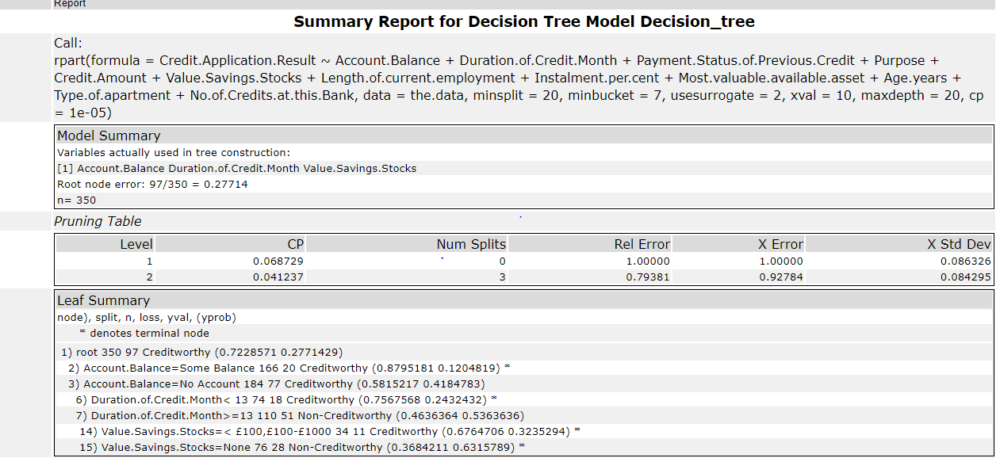 Report
Summary Report for Decision Tree Model Decision_tree
Call:
rpart(formula = Credit.Application.Result ~ Account.Balance + Duration.of.Credit.Month + Payment.Status.of.Previous.Credit + Purpose +
Credit.Amount + Value.Savings.Stocks + Length.of.current.employment + Instalment.per.cent + Most.valuable.available.asset + Age.years +
Type.of.apartment + No.of.Credits.at.this.Bank, data = the.data, minsplit = 20, minbucket = 7, usesurrogate = 2, xval = 10, maxdepth = 20, cp
= 1e-05)
Model Summary
Variables actually used in tree construction:
[1] Account.Balance Duration.of.Credit.Month Value.Savings.Stocks
Root node error: 97/350 = 0.27714
n= 350
Pruning Table
Level CP Num Splits Rel Error X Error X Std Dev
1 0.068729 0 1.00000 1.00000 0.086326
2 0.041237 3 0.79381 0.92784 0.084295
Leaf Summary
node), split, n, loss, yval, (yprob)
* denotes terminal node
1) root 350 97 Creditworthy (0.7228571 0.2771429)
2) Account.Balance=Some Balance 166 20 Creditworthy (0.8795181 0.1204819) *
3) Account.Balance=No Account 184 77 Creditworthy (0.5815217 0.4184783)
6) Duration.of.Credit.Month< 13 74 18 Creditworthy (0.7567568 0.2432432) *
7) Duration.of.Credit.Month>=13 110 51 Non-Creditworthy (0.4636364 0.5363636)
14) Value.Savings.Stocks=< £100,£100-£1000 34 11 Creditworthy (0.6764706 0.3235294) *
15) Value.Savings.Stocks=None 76 28 Non-Creditworthy (0.3684211 0.6315789) *